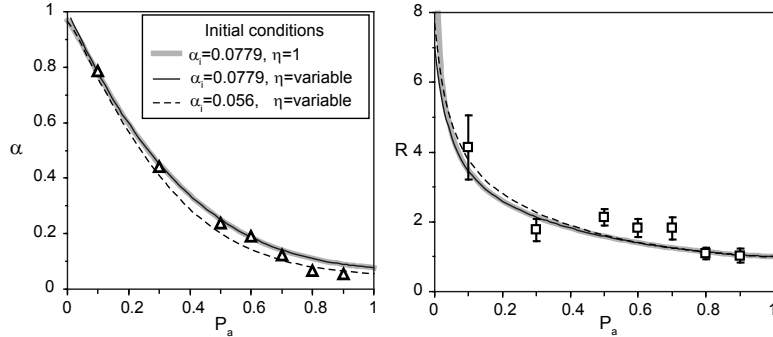 Initial conditions
αi=0.0779, η=1
αi=0.0779, η=variable
αi=0.056, η=variable
α
1
0.8
0.6
0.4
0.2
0
0 0.2 0.4 0.6 0.8 1
Pa
R
8
6
4
2
0
0 0.2 0.4 0.6 0.8 1
Pa